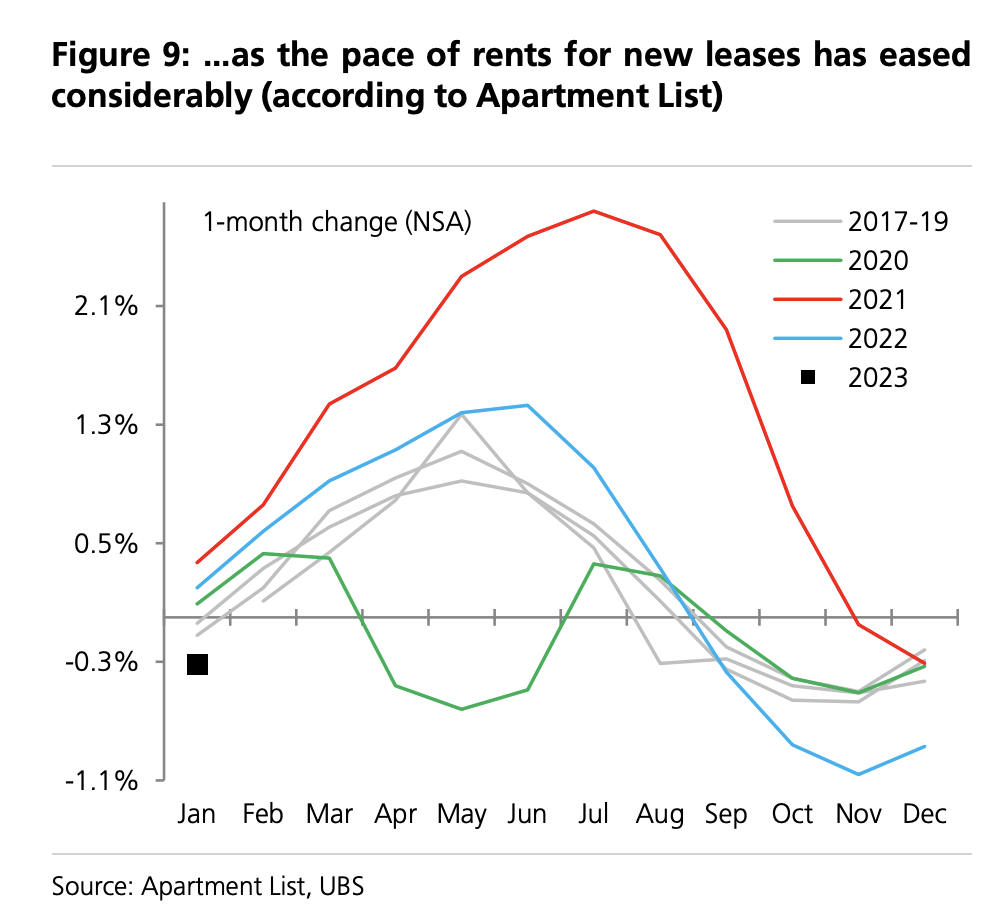 Figure 9: ...as the pace of rents for new leases has eased
considerably (according to Apartment List)
1-month change (NSA)
2017-19
2020
2021
2022
2023
2.1%
1.3%
0.5%
-0.3%
-1.1%
Jan Feb Mar Apr May Jun Jul Aug Sep Oct Nov Dec
Source: Apartment List, UBS